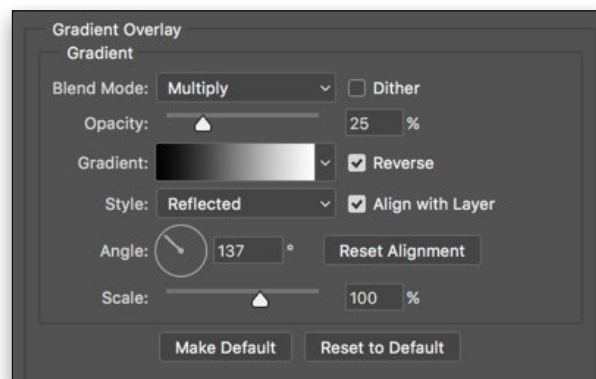 Gradient Overlay
Gradient
Blend Mode: Multiply Dither
Opacity: 25 %
Gradient: Reverse
Style: Reflected Align with Layer
Angle: 137 ° Reset Alignment
Scale: 100 %
Make Default Reset to Default